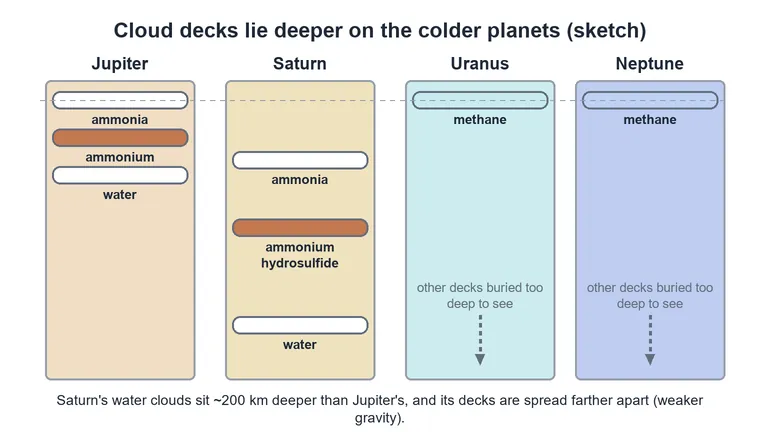 Cloud decks lie deeper on the colder planets (sketch)
Jupiter
Saturn
Uranus
Neptune
ammonia
ammonium
water
ammonia
ammonium
hydrosulfide
water
methane
other decks buried too
deep to see
methane
other decks buried too
deep to see
Saturn's water clouds sit ~200 km deeper than Jupiter's, and its decks are spread farther apart (weaker
gravity).